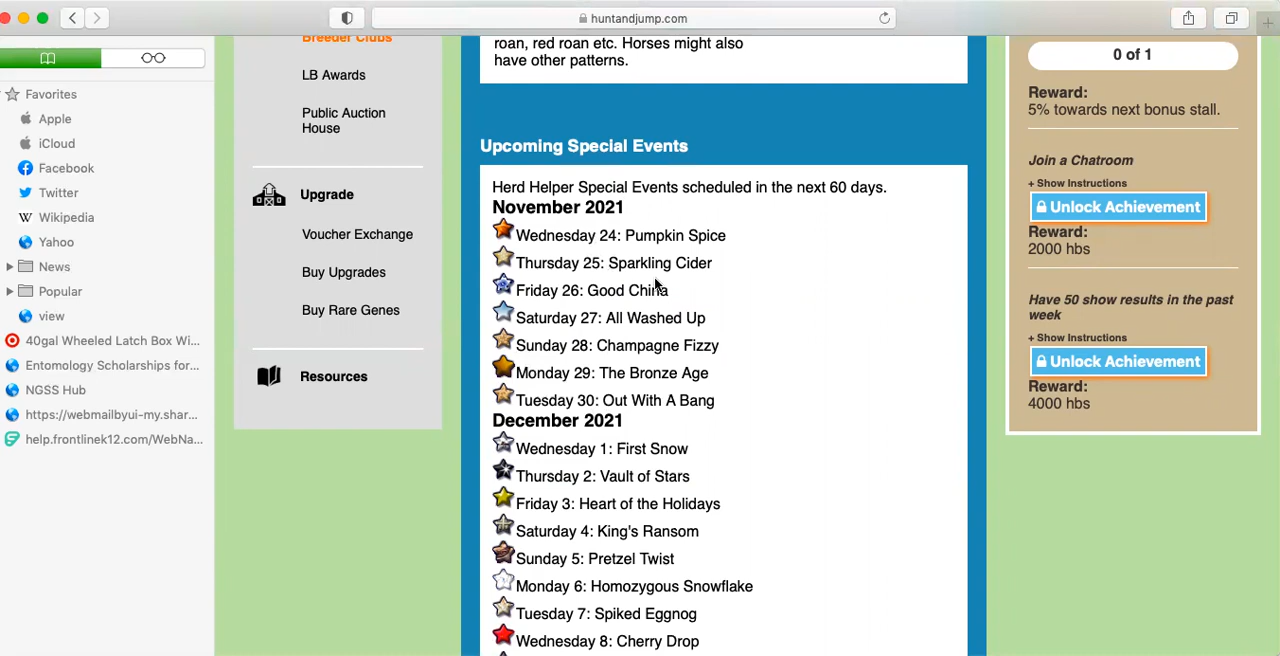 huntandjump.com
Favorites
Apple
iCloud
Facebook
Twitter
Wikipedia
Yahoo
News
Popular
view
40gal Wheeled Latch Box Wi...
Entomology Scholarships for...
NGSS Hub
https://webmailbyui-my.shar...
help.frontlinek12.com/WebNa...
Breeder Clubs
LB Awards
Public Auction
House
Upgrade
Voucher Exchange
Buy Upgrades
Buy Rare Genes
Resources
roan, red roan etc. Horses might also
have other patterns.
Upcoming Special Events
Herd Helper Special Events scheduled in the next 60 days.
November 2021
Wednesday 24: Pumpkin Spice
Thursday 25: Sparkling Cider
Friday 26: Good China
Saturday 27: All Washed Up
Sunday 28: Champagne Fizzy
Monday 29: The Bronze Age
Tuesday 30: Out With A Bang
December 2021
Wednesday 1: First Snow
Thursday 2: Vault of Stars
Friday 3: Heart of the Holidays
Saturday 4: King's Ransom
Sunday 5: Pretzel Twist
Monday 6: Homozygous Snowflake
Tuesday 7: Spiked Eggnog
Wednesday 8: Cherry Drop
0 of 1
Reward:
5% towards next bonus stall.
Join a Chatroom
+ Show Instructions
Unlock Achievement
Reward:
2000 hbs
Have 50 show results in the past
week
+ Show Instructions
Unlock Achievement
Reward:
4000 hbs